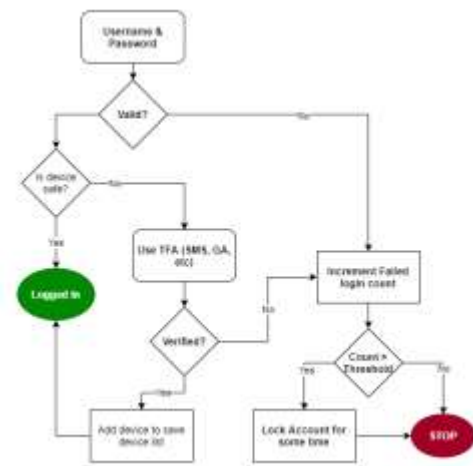 Username &
Password
Valid?
No
Is device
safe?
No
Yes
Use TFA (SMS, GA,
etc)
Logged In
Increment Failed
login count
No
Verified?
Count >
Threshold
Yes
No
Yes
Add device to save
device list
Lock Account for
some time
STOP